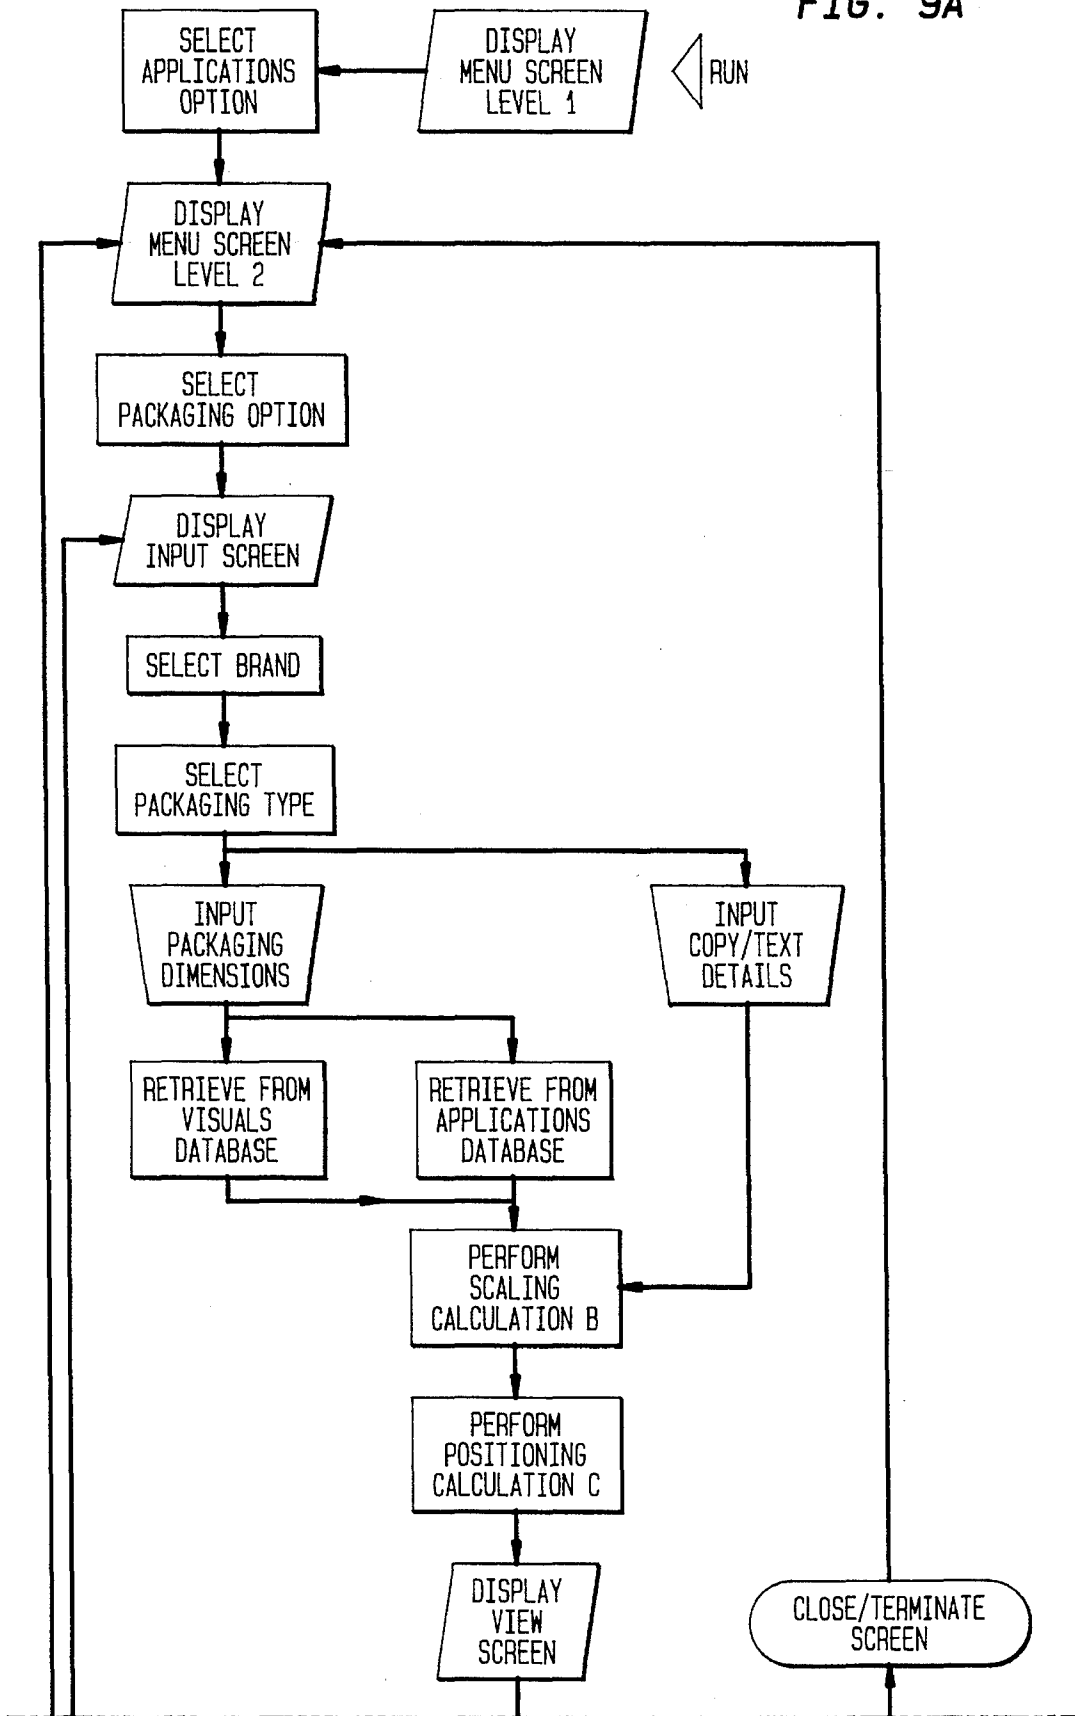 FIG. 9A
SELECT
APPLICATIONS
OPTION
DISPLAY
MENU SCREEN
LEVEL 1
RUN
DISPLAY
MENU SCREEN
LEVEL 2
SELECT
PACKAGING OPTION
DISPLAY
INPUT SCREEN
SELECT BRAND
SELECT
PACKAGING TYPE
INPUT
PACKAGING
DIMENSIONS
INPUT
COPY/TEXT
DETAILS
RETRIEVE FROM
VISUALS
DATABASE
RETRIEVE FROM
APPLICATIONS
DATABASE
PERFORM
SCALING
CALCULATION B
PERFORM
POSITIONING
CALCULATION C
DISPLAY
VIEW
SCREEN
CLOSE/TERMINATE
SCREEN